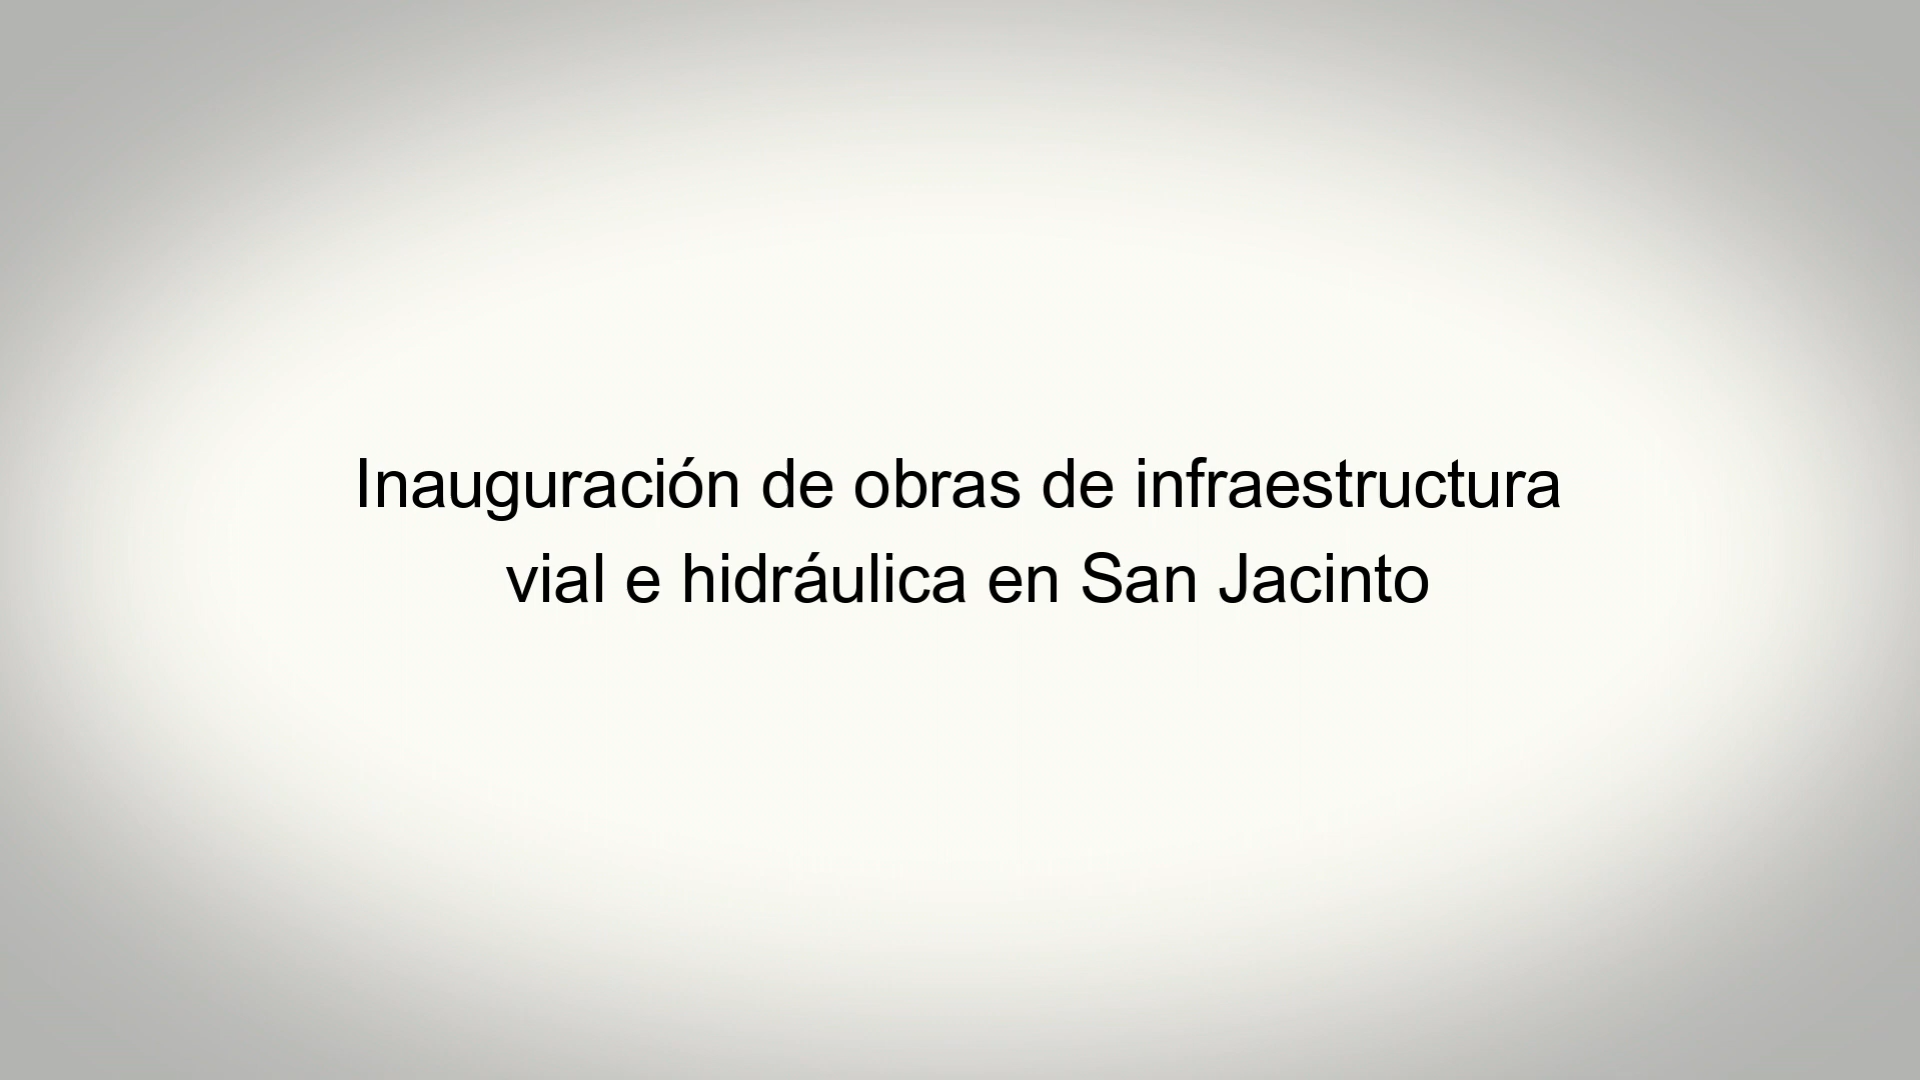 Inauguración de obras de infraestructura
vial e hidráulica en San Jacinto